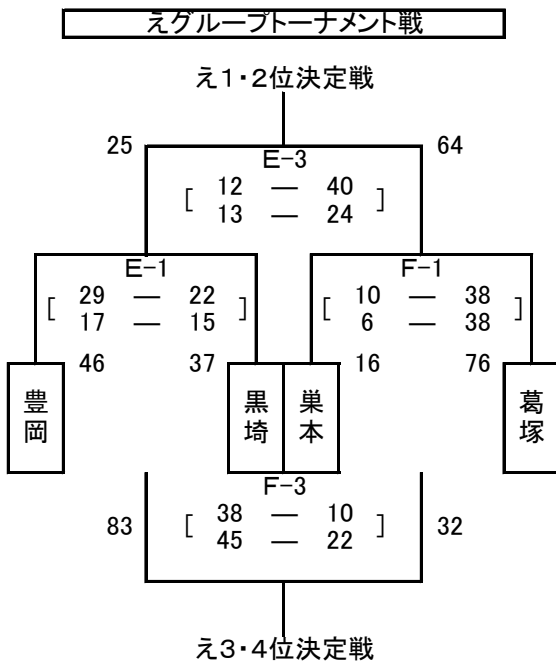 えグループトーナメント戦
え1・2位決定戦
25 64
E-3
[ 12 — 40 ]
13 — 24
E-1 F-1
[ 29 — 22 ] [ 10 — 38 ]
17 — 15 6 — 38
46 37 16 76
豊岡 黒埼 巣本 葛塚
F-3
83 [ 38 — 10 ] 32
45 — 22
え3・4位決定戦